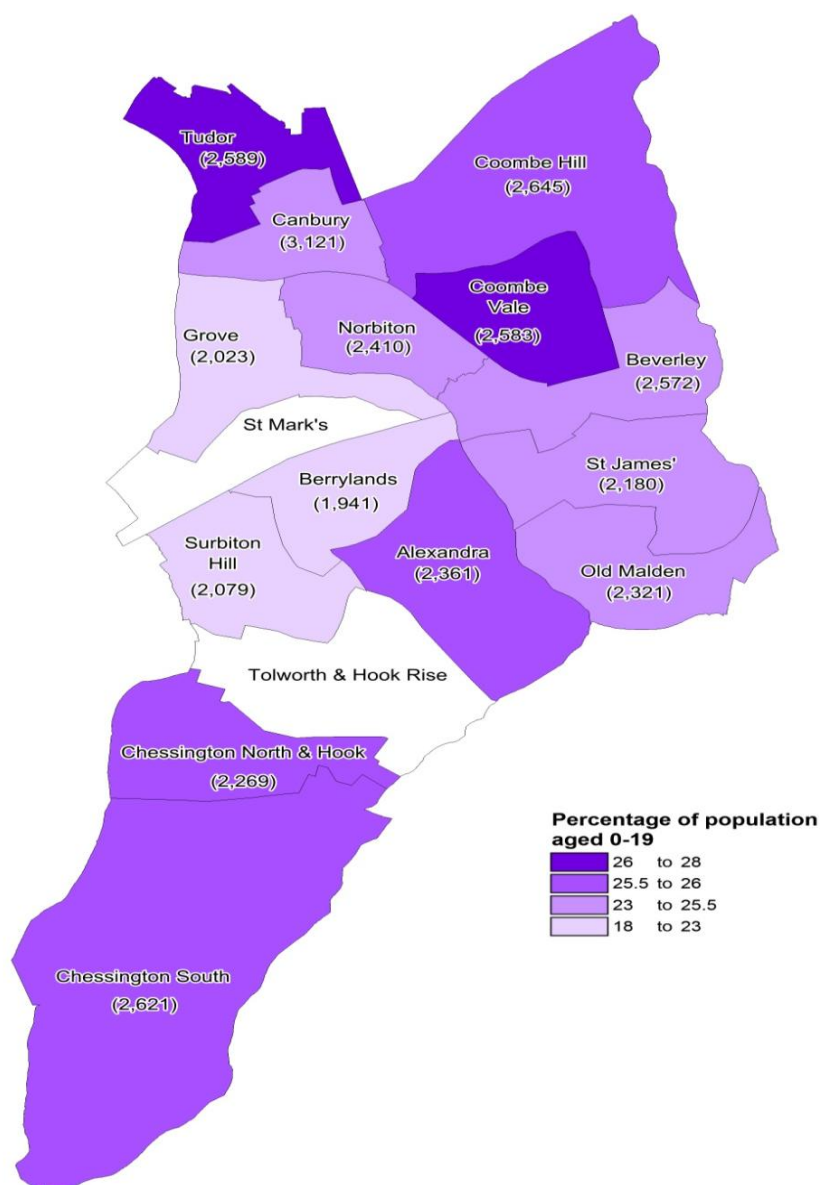 Tudor
(2,589)
Coombe Hill
(2,645)
Canbury
(3,121)
Coombe
Vale
(2,583)
Grove
(2,023)
Norbiton
(2,410)
Beverley
(2,572)
St Mark's
Berrylands
(1,941)
St James'
(2,180)
Surbiton
Hill
(2,079)
Alexandra
(2,361)
Old Malden
(2,321)
Tolworth & Hook Rise
Chessington North & Hook
(2,269)
Percentage of population
aged 0-19
26 to 28
25.5 to 26
23 to 25.5
18 to 23
Chessington South
(2,621)